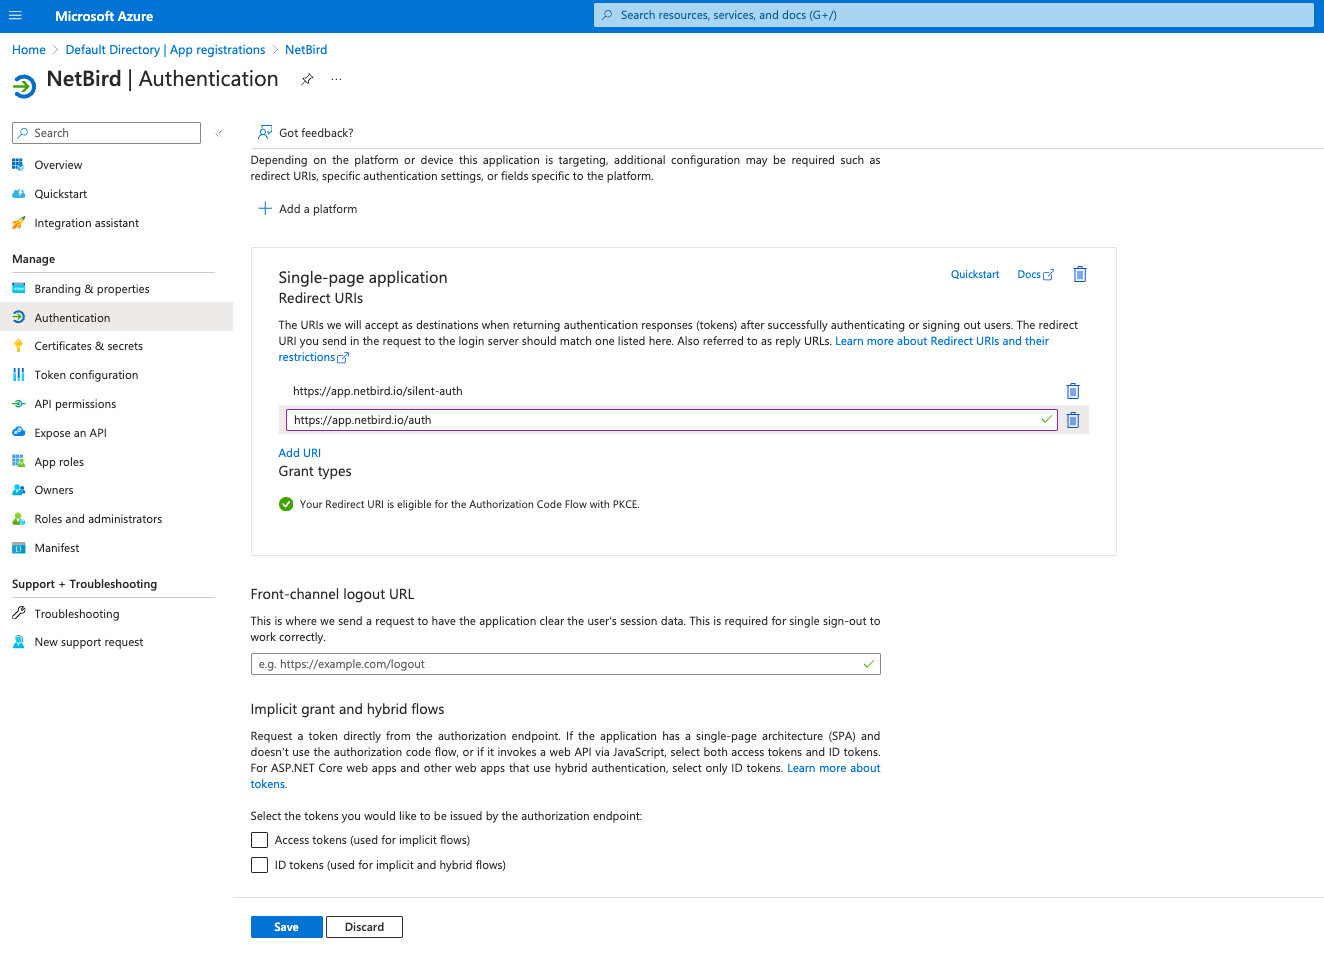 Microsoft Azure
Search resources, services, and docs (G+/)
Home > Default Directory | App registrations > NetBird
NetBird | Authentication
...
Search
«
Overview
Quickstart
Integration assistant
Manage
Branding & properties
Authentication
Certificates & secrets
Token configuration
API permissions
Expose an API
App roles
Owners
Roles and administrators
Manifest
Support + Troubleshooting
Troubleshooting
New support request
Got feedback?
Depending on the platform or device this application is targeting, additional configuration may be required such as
redirect URIs, specific authentication settings, or fields specific to the platform.
Add a platform
Single-page application
Quickstart
Docs
Redirect URIs
The URIs we will accept as destinations when returning authentication responses (tokens) after successfully authenticating or signing out users. The redirect
URI you send in the request to the login server should match one listed here. Also referred to as reply URLs. Learn more about Redirect URIs and their
restrictions
https://app.netbird.io/silent-auth
https://app.netbird.io/auth
Add URI
Grant types
Your Redirect URI is eligible for the Authorization Code Flow with PKCE.
Front-channel logout URL
This is where we send a request to have the application clear the user's session data. This is required for single sign-out to
work correctly.
e.g. https://example.com/logout
Implicit grant and hybrid flows
Request a token directly from the authorization endpoint. If the application has a single-page architecture (SPA) and
doesn't use the authorization code flow, or if it invokes a web API via JavaScript, select both access tokens and ID tokens.
For ASP.NET Core web apps and other web apps that use hybrid authentication, select only ID tokens. Learn more about
tokens.
Select the tokens you would like to be issued by the authorization endpoint:
Access tokens (used for implicit flows)
ID tokens (used for implicit and hybrid flows)
Save
Discard